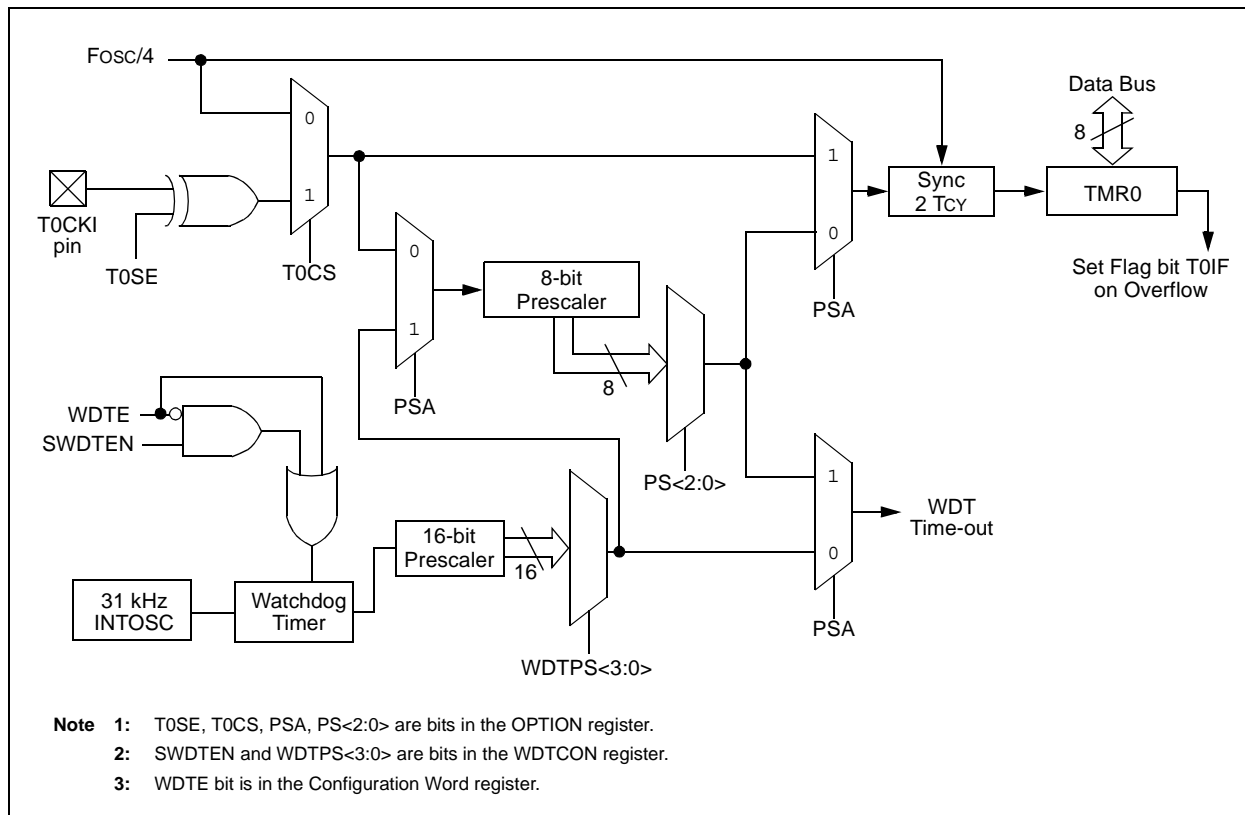 FOSC/4
Data Bus
8
0
1
1
0
Sync
2 TCY
TMR0
T0CKI
pin
T0SE
T0CS
0
1
8-bit
Prescaler
8
PSA
Set Flag bit T0IF
on Overflow
WDTE
SWDTEN
PSA
PS<2:0>
1
0
WDT
Time-out
16-bit
Prescaler
16
31 kHz
INTOSC
Watchdog
Timer
PSA
WDTPS<3:0>
Note 1: T0SE, T0CS, PSA, PS<2:0> are bits in the OPTION register.
2: SWDTEN and WDTPS<3:0> are bits in the WDTCON register.
3: WDTE bit is in the Configuration Word register.